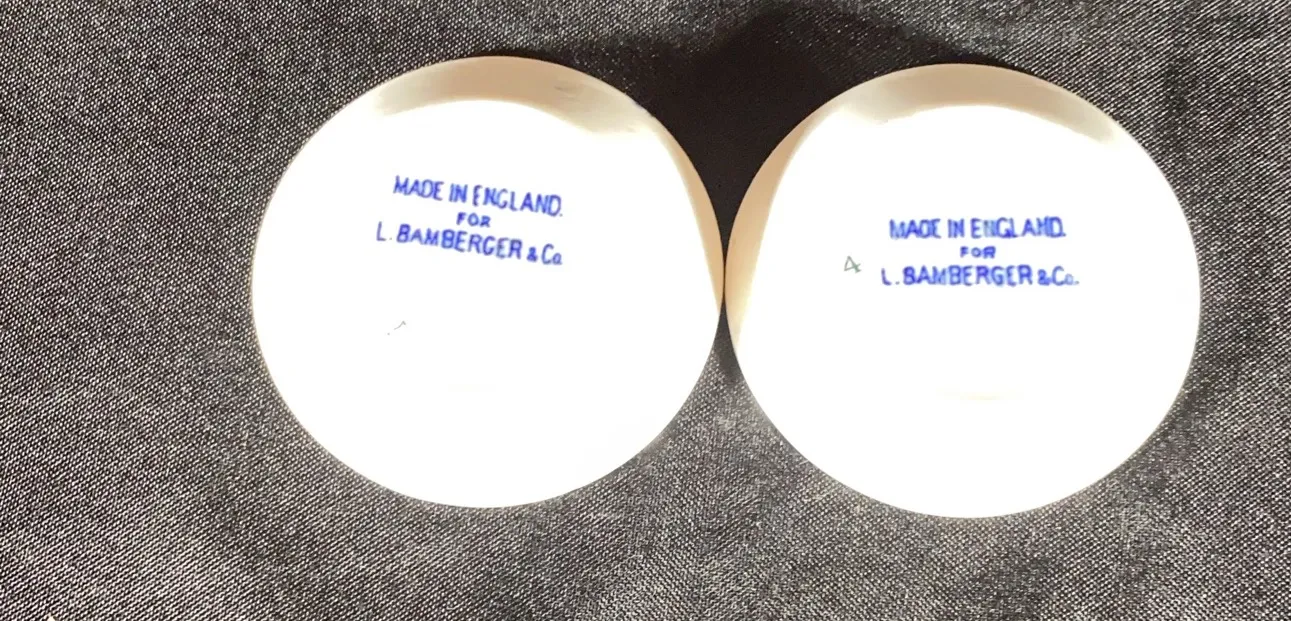 MADE IN ENGLAND.
FOR
L. BAMBERGER & Co
MADE IN ENGLAND.
FOR
L. BAMBERGER & Co.
4